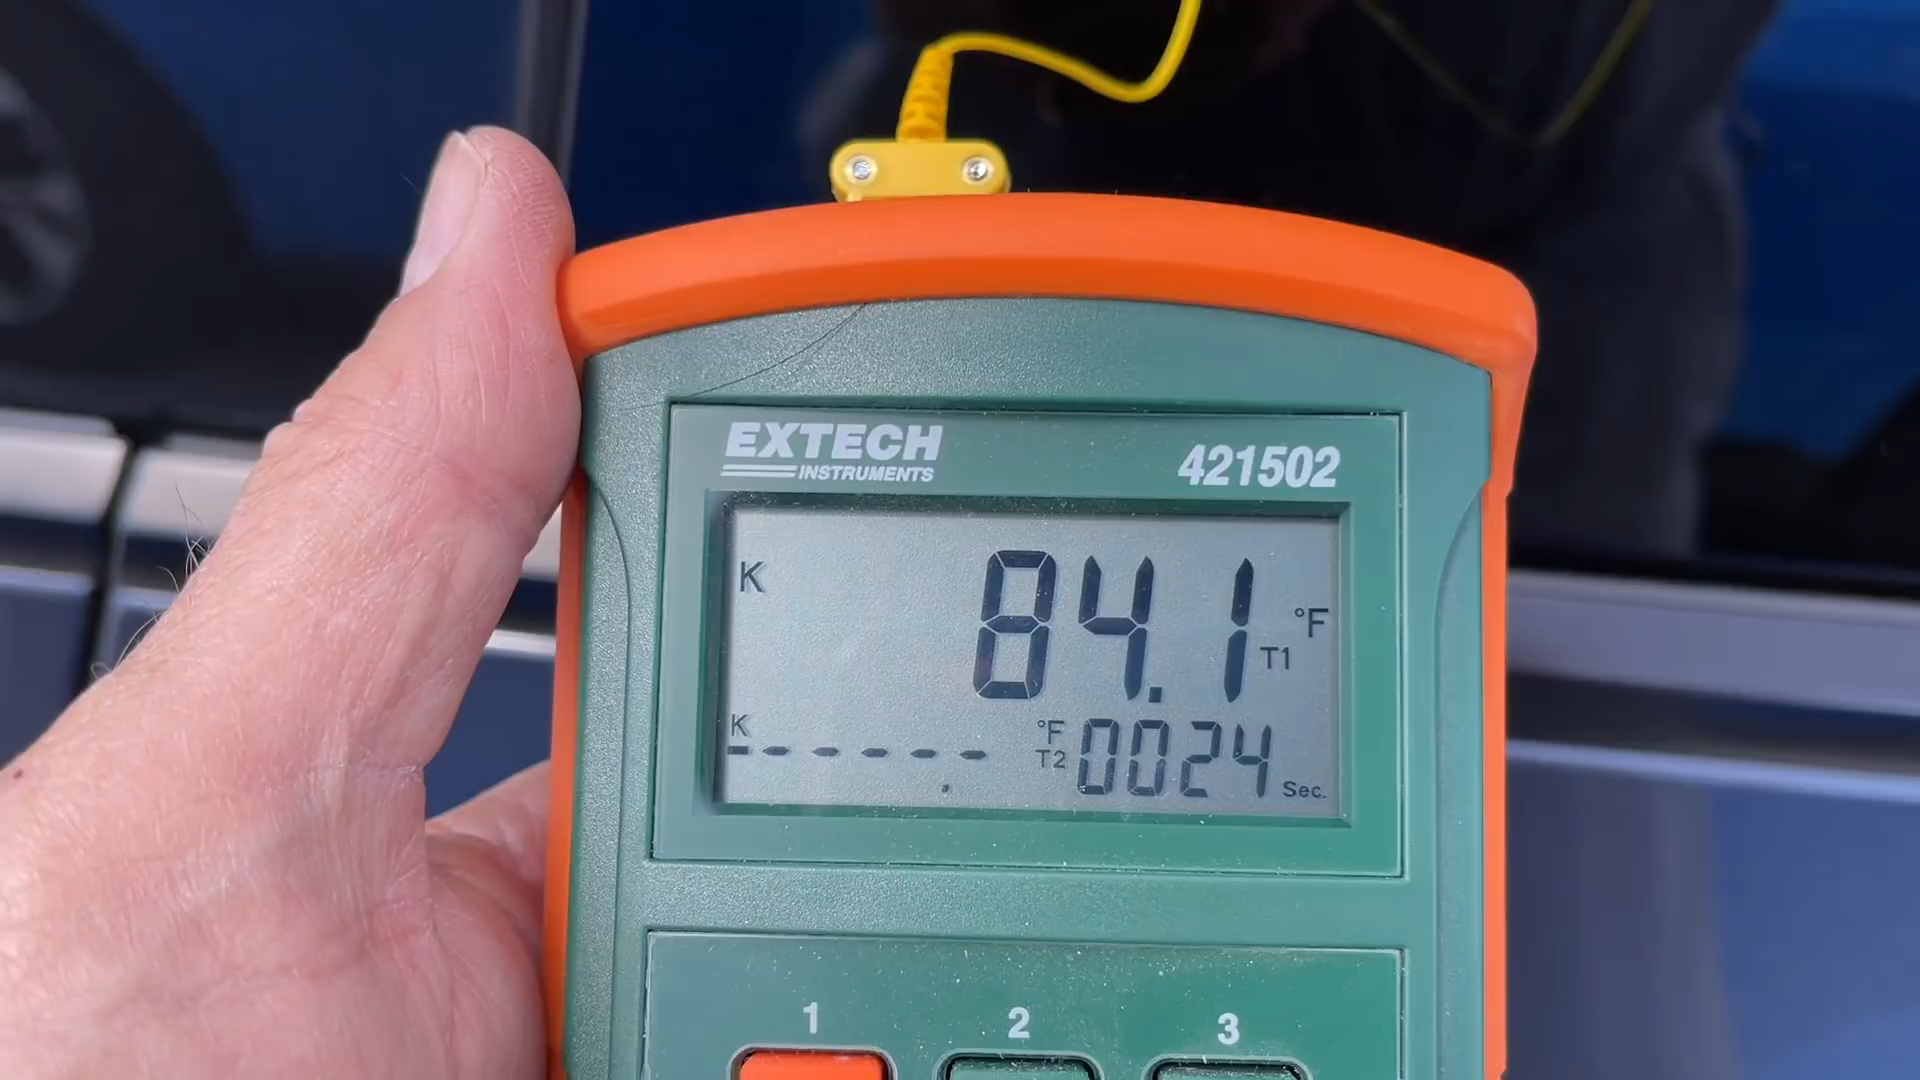 EXTECH
INSTRUMENTS
421502
K
84.1
°F
T1
K
------
°F
T2
0024
Sec.
1
2
3